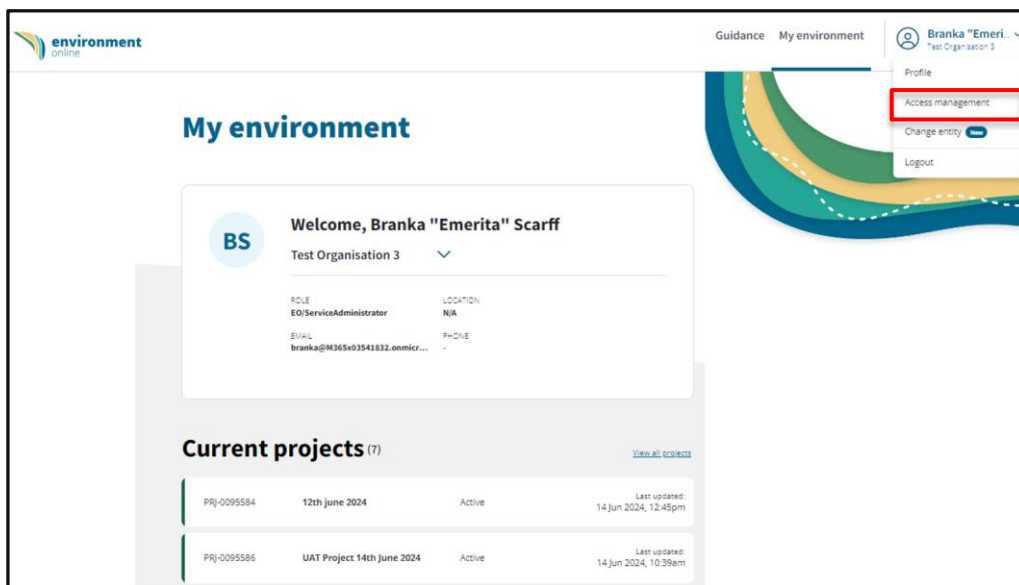 environment
online
Guidance My environment
Branka "Emeri...
Test Organisation 3
Profile
Access management
Change entity New
Logout
My environment
BS
Welcome, Branka "Emerita" Scarff
Test Organisation 3
ROLE LOCATION
EO/ServiceAdministrator N/A
EMAIL PHONE
branka@M365x03541832.onmicr... -
Current projects (7) View all projects
PRJ-0095584 12th june 2024 Active Last updated:
14 Jun 2024, 12:45pm
PRJ-0095586 UAT Project 14th June 2024 Active Last updated:
14 Jun 2024, 10:39am